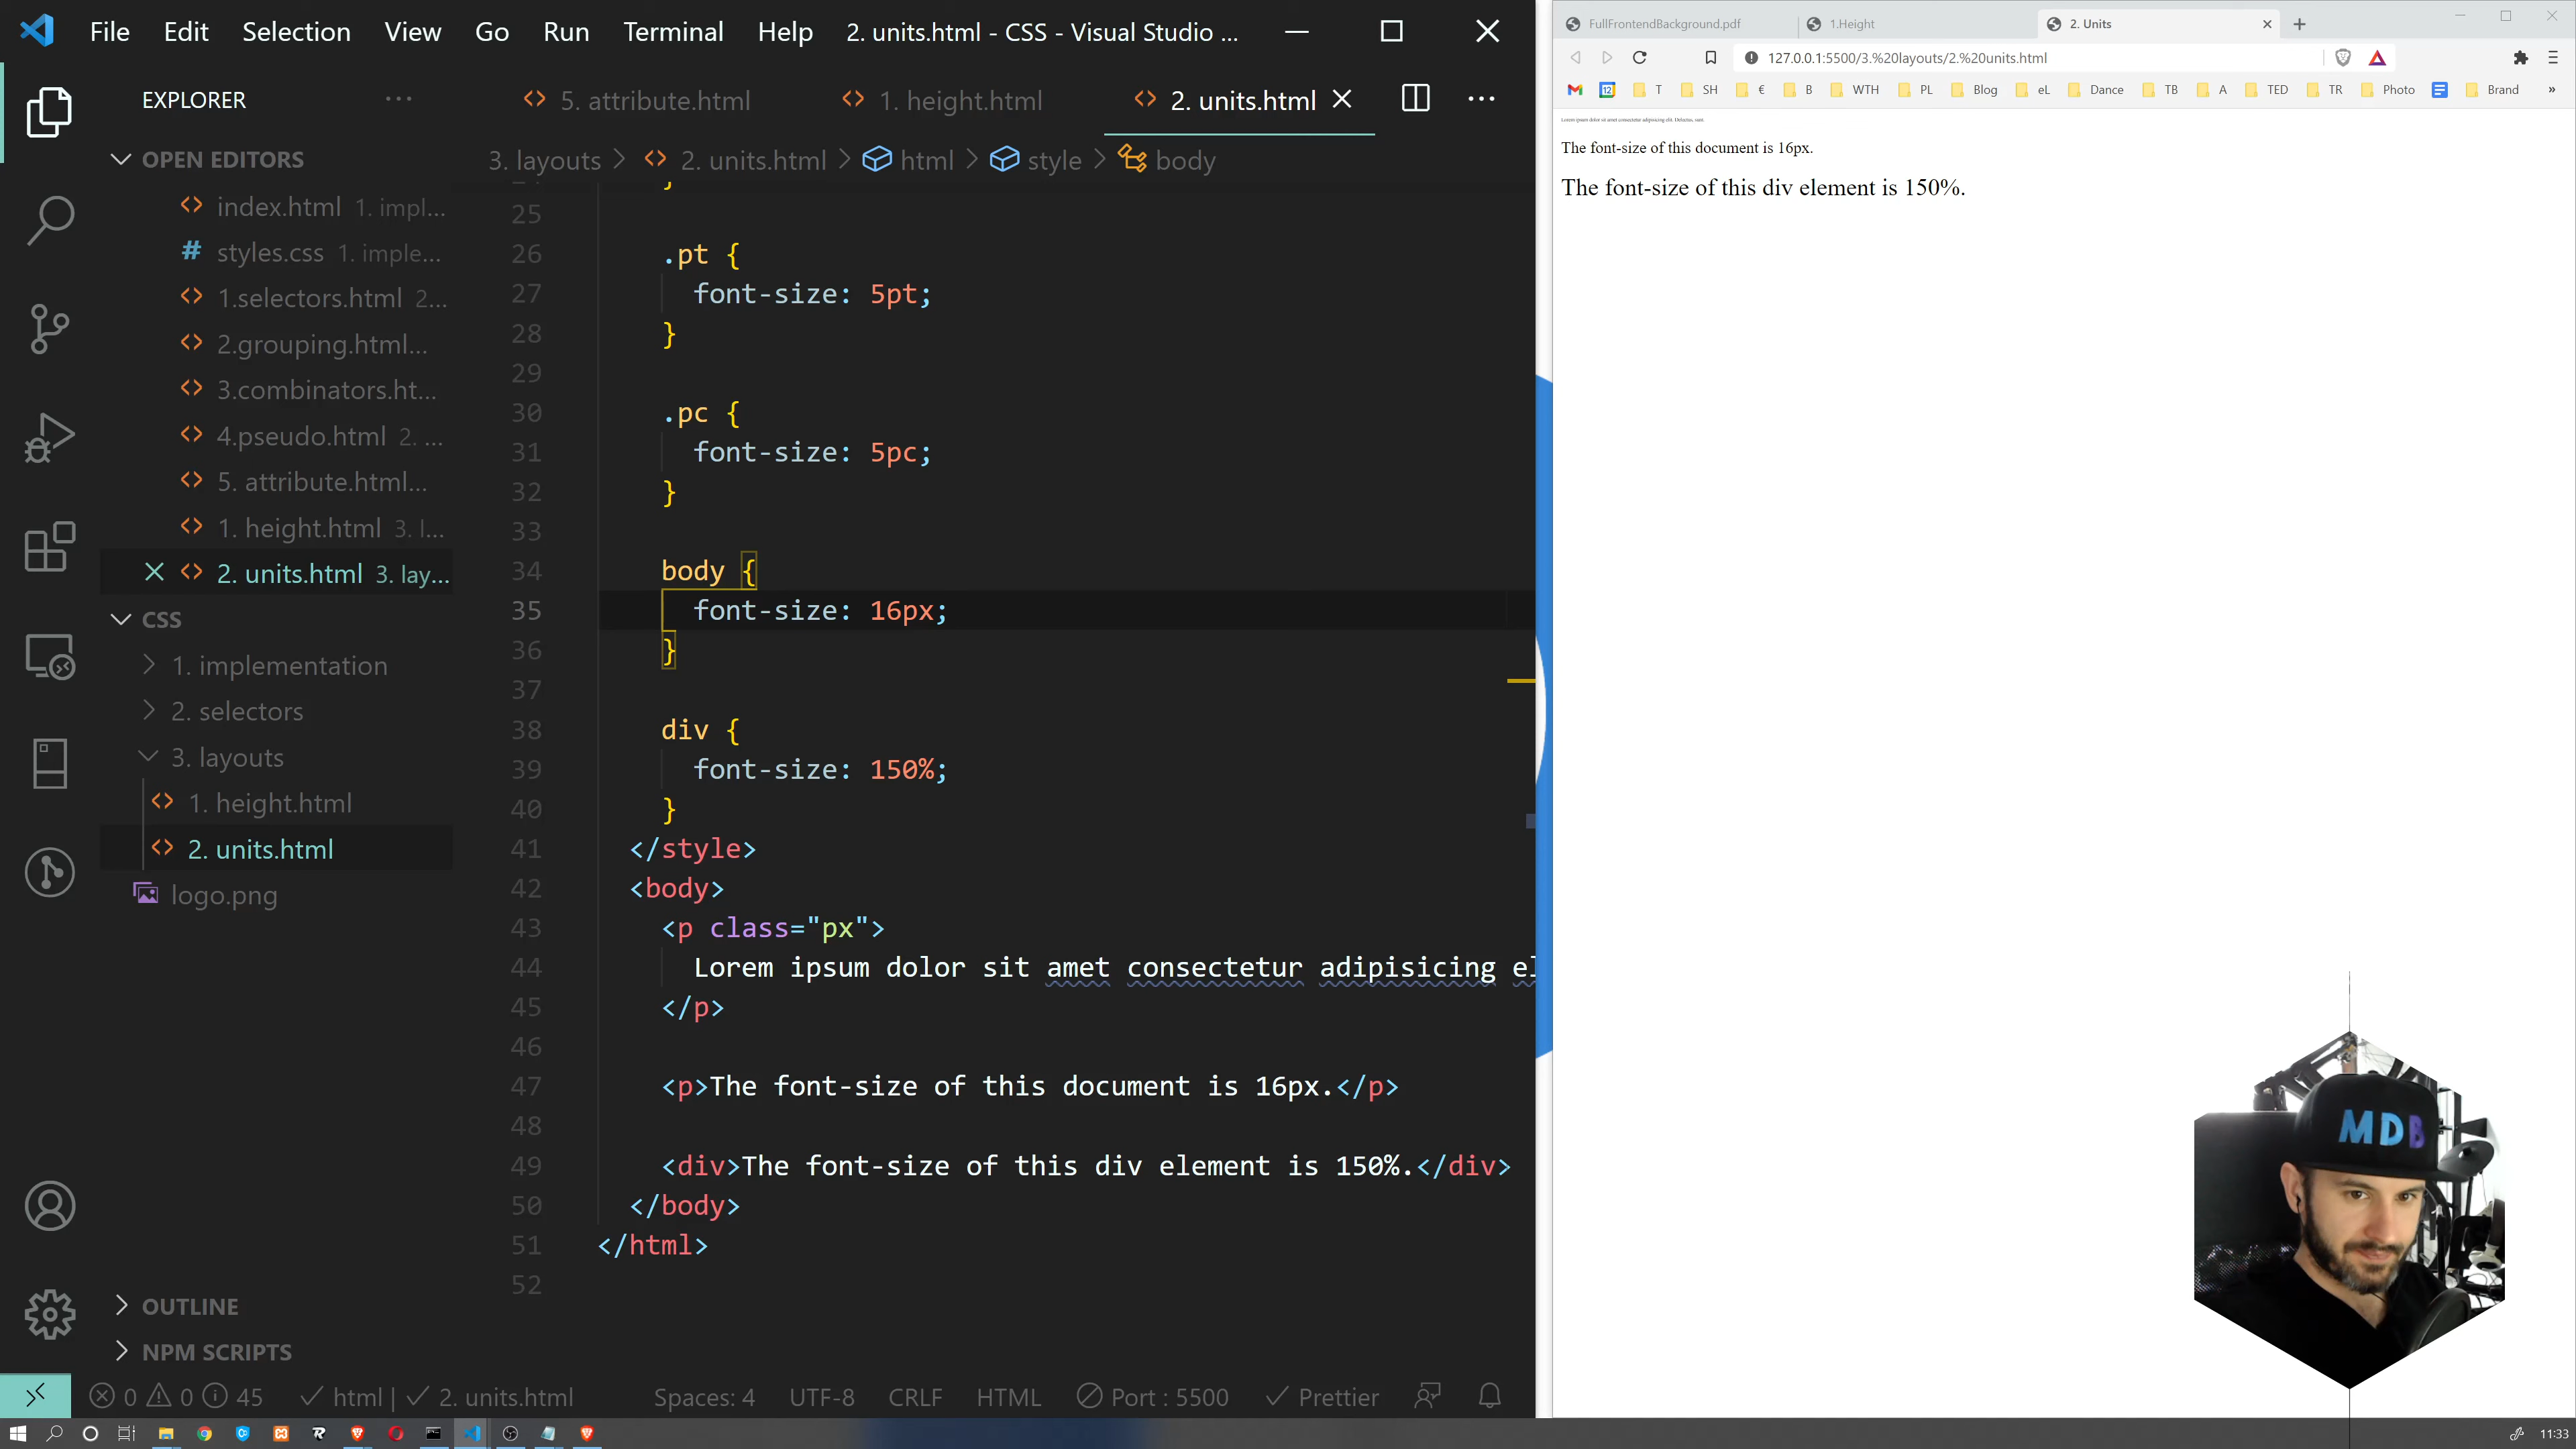 File Edit Selection View Go Run Terminal Help 2. units.html - CSS - Visual Studio ...
EXPLORER
OPEN EDITORS
index.html 1. impl...
styles.css 1. imple...
1.selectors.html 2...
2.grouping.html...
3.combinators.ht...
4.pseudo.html 2. ...
5. attribute.html...
1. height.html 3. l...
2. units.html 3. lay...
CSS
1. implementation
2. selectors
3. layouts
1. height.html
2. units.html
logo.png
OUTLINE
NPM SCRIPTS
5. attribute.html 1. height.html 2. units.html
3. layouts > 2. units.html > html > style > body
25
26 .pt {
27 font-size: 5pt;
28 }
29
30 .pc {
31 font-size: 5pc;
32 }
33
34 body {
35 font-size: 16px;
36 }
37
38 div {
39 font-size: 150%;
40 }
41 </style>
42 <body>
43 <p class="px">
44 Lorem ipsum dolor sit amet consectetur adipisicing el
45 </p>
46
47 <p>The font-size of this document is 16px.</p>
48
49 <div>The font-size of this div element is 150%.</div>
50 </body>
51 </html>
52
0 0 45 html | 2. units.html Spaces: 4 UTF-8 CRLF HTML Port : 5500 Prettier
FullFrontendBackground.pdf 1.Height 2. Units
127.0.0.1:5500/3.%20layouts/2.%20units.html
12 T SH € B WTH PL Blog eL Dance TB A TED TR Photo Brand »
Lorem ipsum dolor sit amet consectetur adipisicing elit.
The font-size of this document is 16px.
The font-size of this div element is 150%.
MDB
11:33